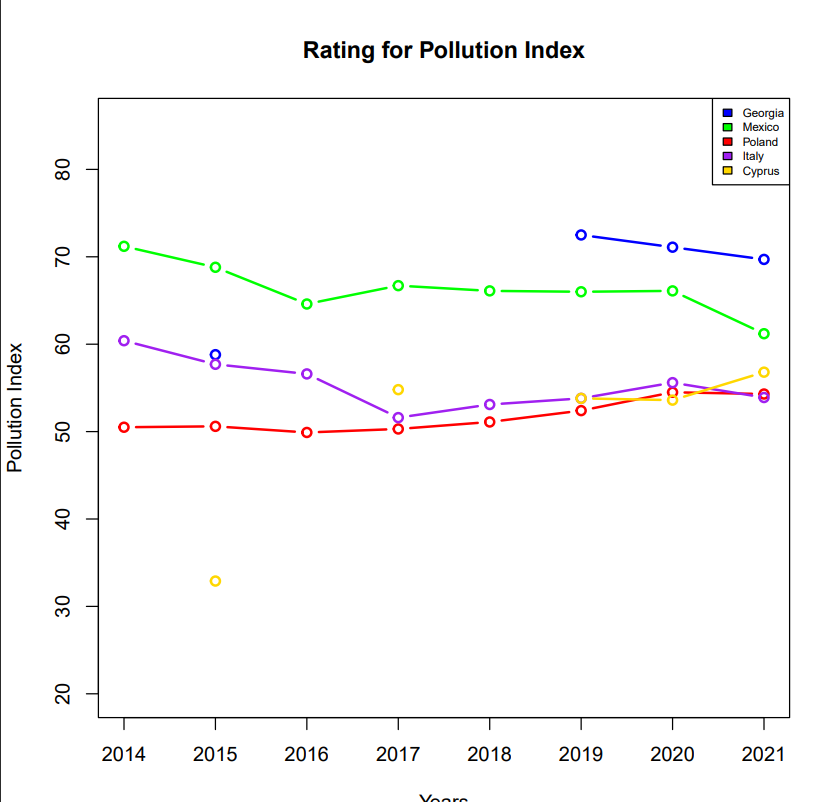 Rating for Pollution Index
Georgia
Mexico
Poland
Italy
Cyprus
Pollution Index
80
70
60
50
40
30
20
2014 2015 2016 2017 2018 2019 2020 2021
Years